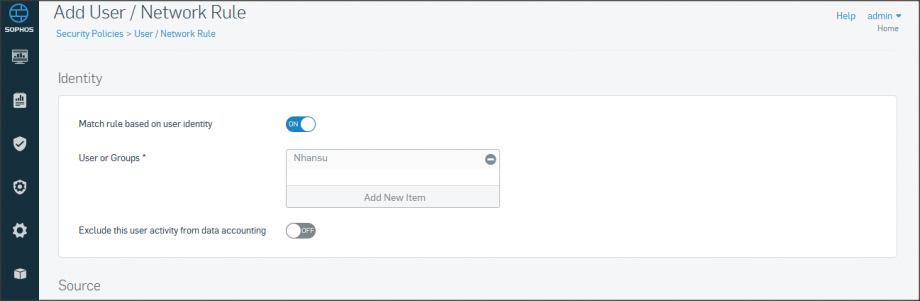 SOPHOS
Add User / Network Rule
Help admin
Security Policies > User / Network Rule
Home
Identity
Match rule based on user identity
ON
User or Groups *
Nhansu
Add New Item
Exclude this user activity from data accounting
OFF
Source